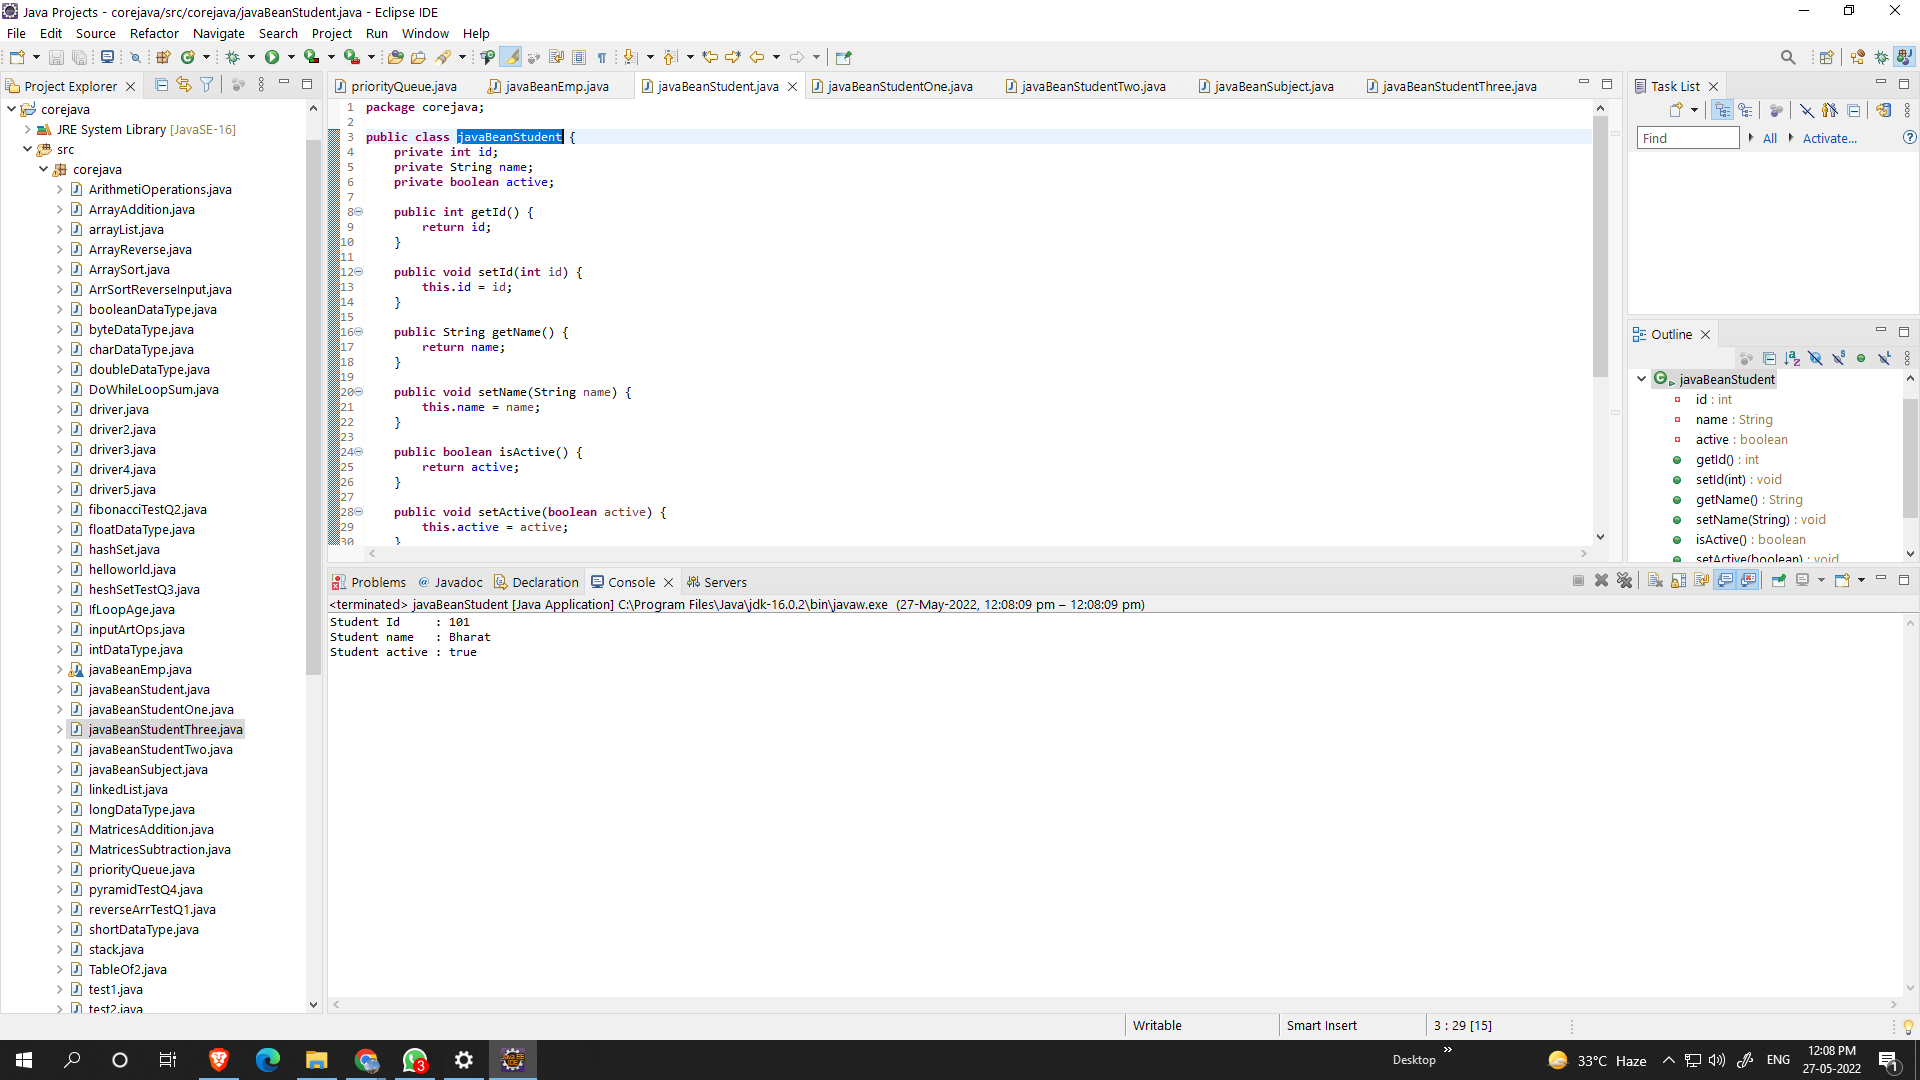 Java Projects - corejava/src/corejava/javaBeanStudent.java - Eclipse IDE
File Edit Source Refactor Navigate Search Project Run Window Help
Project Explorer
corejava
JRE System Library [JavaSE-16]
src
corejava
ArithmetiOperations.java
ArrayAddition.java
arrayList.java
ArrayReverse.java
ArraySort.java
ArrSortReverseInput.java
booleanDataType.java
byteDataType.java
charDataType.java
doubleDataType.java
DoWhileLoopSum.java
driver.java
driver2.java
driver3.java
driver4.java
driver5.java
fibonacciTestQ2.java
floatDataType.java
hashSet.java
helloworld.java
heshSetTestQ3.java
IfLoopAge.java
inputArtOps.java
intDataType.java
javaBeanEmp.java
javaBeanStudent.java
javaBeanStudentOne.java
javaBeanStudentThree.java
javaBeanStudentTwo.java
javaBeanSubject.java
linkedList.java
longDataType.java
MatricesAddition.java
MatricesSubtraction.java
priorityQueue.java
pyramidTestQ4.java
reverseArrTestQ1.java
shortDataType.java
stack.java
TableOf2.java
test1.java
test2.java
priorityQueue.java javaBeanEmp.java javaBeanStudent.java javaBeanStudentOne.java javaBeanStudentTwo.java javaBeanSubject.java javaBeanStudentThree.java
1 package corejava;
2
3 public class javaBeanStudent {
4 private int id;
5 private String name;
6 private boolean active;
7
8 public int getId() {
9 return id;
10 }
11
12 public void setId(int id) {
13 this.id = id;
14 }
15
16 public String getName() {
17 return name;
18 }
19
20 public void setName(String name) {
21 this.name = name;
22 }
23
24 public boolean isActive() {
25 return active;
26 }
27
28 public void setActive(boolean active) {
29 this.active = active;
30 }
Task List
Find All Activate...
Outline
javaBeanStudent
id : int
name : String
active : boolean
getId() : int
setId(int) : void
getName() : String
setName(String) : void
isActive() : boolean
setActive(boolean) : void
Problems Javadoc Declaration Console Servers
<terminated> javaBeanStudent [Java Application] C:\Program Files\Java\jdk-16.0.2\bin\javaw.exe (27-May-2022, 12:08:09 pm – 12:08:09 pm)
Student Id : 101
Student name : Bharat
Student active : true
Writable Smart Insert 3 : 29 [15]
3
Desktop
33°C Haze
ENG
12:08 PM
27-05-2022
1